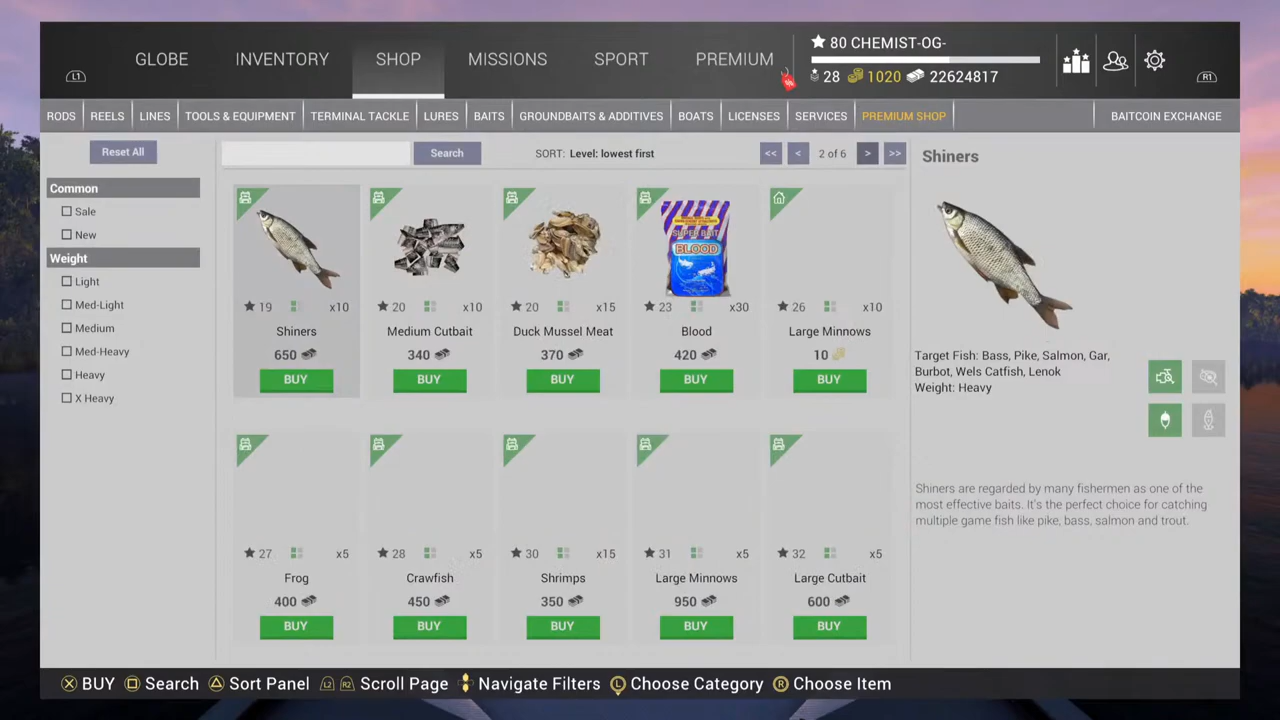 GLOBE INVENTORY SHOP MISSIONS SPORT PREMIUM
80 CHEMIST-OG-
28 1020 22624817
L1
R1
%
RODS REELS LINES TOOLS & EQUIPMENT TERMINAL TACKLE LURES BAITS GROUNDBAITS & ADDITIVES BOATS LICENSES SERVICES PREMIUM SHOP BAITCOIN EXCHANGE
Reset All
Search SORT: Level: lowest first << < 2 of 6 > >>
Common
Sale
New
Weight
Light
Med-Light
Medium
Med-Heavy
Heavy
X Heavy
SUPER BAIT
BLOOD
19 x10 20 x10 20 x15 23 x30 26 x10
Shiners Medium Cutbait Duck Mussel Meat Blood Large Minnows
650 340 370 420 10
BUY BUY BUY BUY BUY
27 x5 28 x5 30 x15 31 x5 32 x5
Frog Crawfish Shrimps Large Minnows Large Cutbait
400 450 350 950 600
BUY BUY BUY BUY BUY
Shiners
Target Fish: Bass, Pike, Salmon, Gar,
Burbot, Wels Catfish, Lenok
Weight: Heavy
Shiners are regarded by many fishermen as one of the
most effective baits. It's the perfect choice for catching
multiple game fish like pike, bass, salmon and trout.
BUY Search Sort Panel L2 R2 Scroll Page Navigate Filters L Choose Category R Choose Item